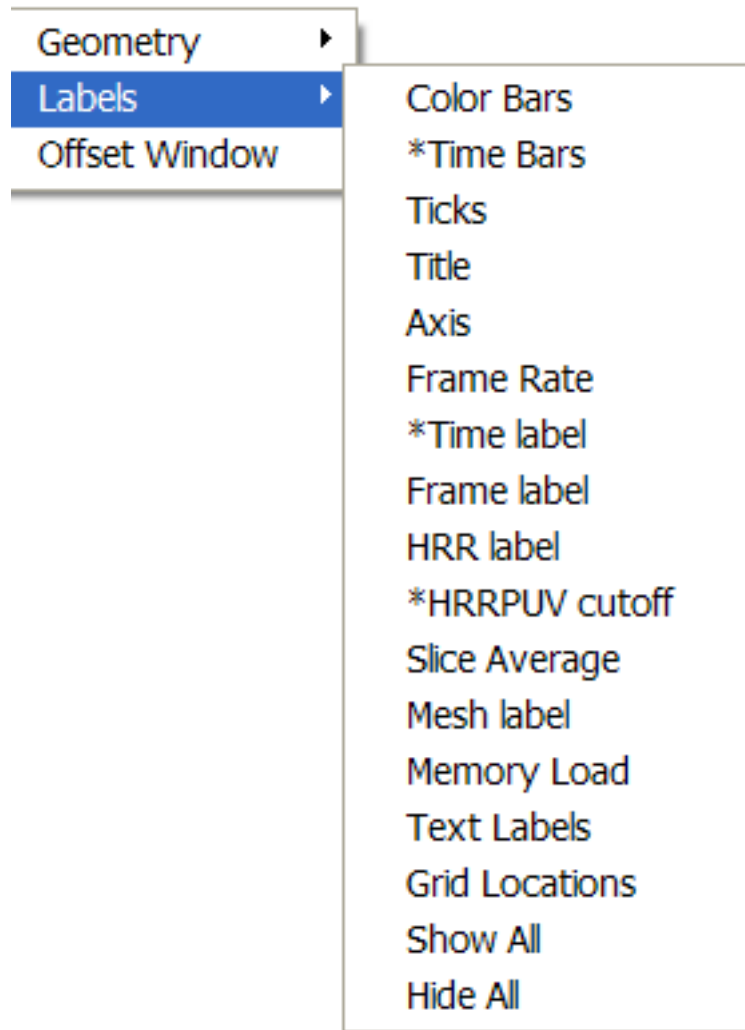 Geometry
Labels
Offset Window
Color Bars
*Time Bars
Ticks
Title
Axis
Frame Rate
*Time label
Frame label
HRR label
*HRRPUV cutoff
Slice Average
Mesh label
Memory Load
Text Labels
Grid Locations
Show All
Hide All